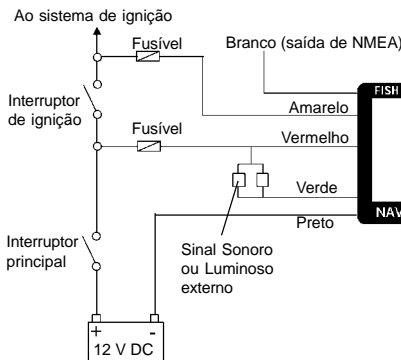 Ao sistema de ignição
Fusível
Branco (saída de NMEA)
FISH
Interruptor
de ignição
Amarelo
Fusível
Vermelho
Verde
NAV
Preto
Interruptor
principal
Sinal Sonoro
ou Luminoso
externo
+ -
12 V DC